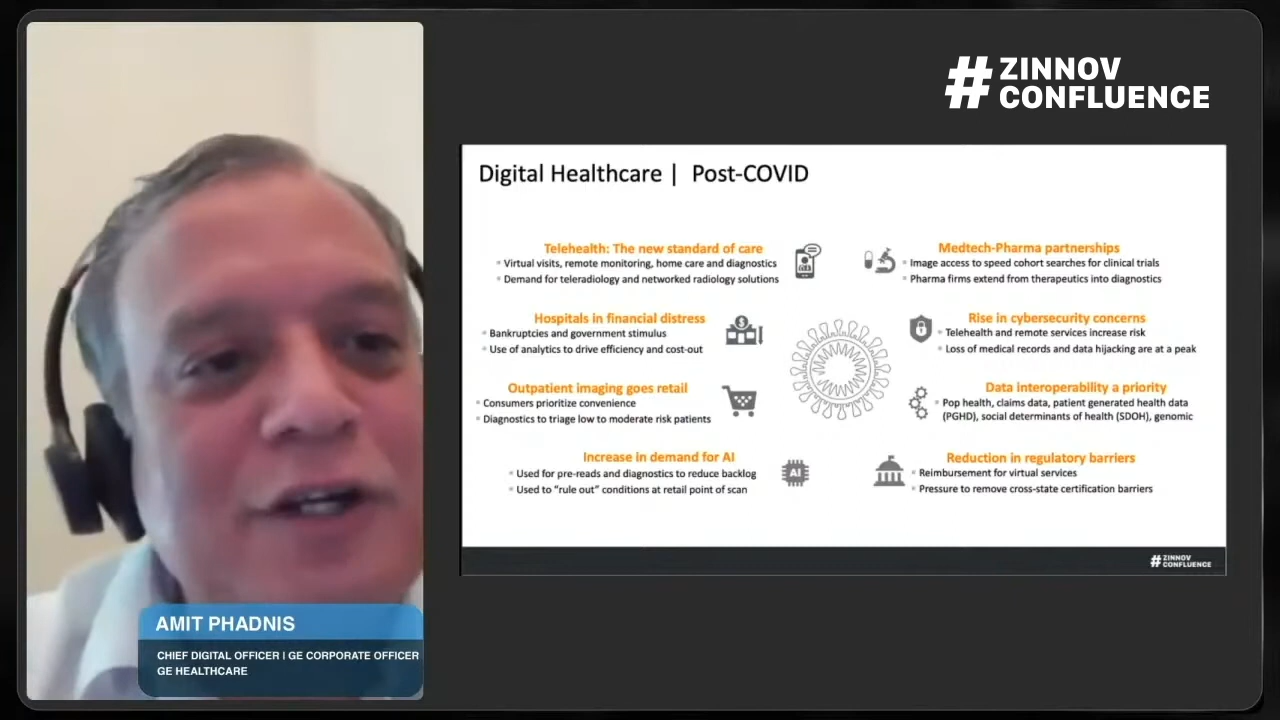 # ZINNOV
CONFLUENCE
Digital Healthcare | Post-COVID
Telehealth: The new standard of care
Virtual visits, remote monitoring, home care and diagnostics
Demand for teleradiology and networked radiology solutions
Hospitals in financial distress
Bankruptcies and government stimulus
Use of analytics to drive efficiency and cost-out
Outpatient imaging goes retail
Consumers prioritize convenience
Diagnostics to triage low to moderate risk patients
Increase in demand for AI
Used for pre-reads and diagnostics to reduce backlog
Used to “rule out” conditions at retail point of scan
AI
Medtech-Pharma partnerships
Image access to speed cohort searches for clinical trials
Pharma firms extend from therapeutics into diagnostics
Rise in cybersecurity concerns
Telehealth and remote services increase risk
Loss of medical records and data hijacking are at a peak
Data interoperability a priority
Pop health, claims data, patient generated health data
(PGHD), social determinants of health (SDOH), genomic
Reduction in regulatory barriers
Reimbursement for virtual services
Pressure to remove cross-state certification barriers
# ZINNOV
CONFLUENCE
AMIT PHADNIS
CHIEF DIGITAL OFFICER | GE CORPORATE OFFICER
GE HEALTHCARE